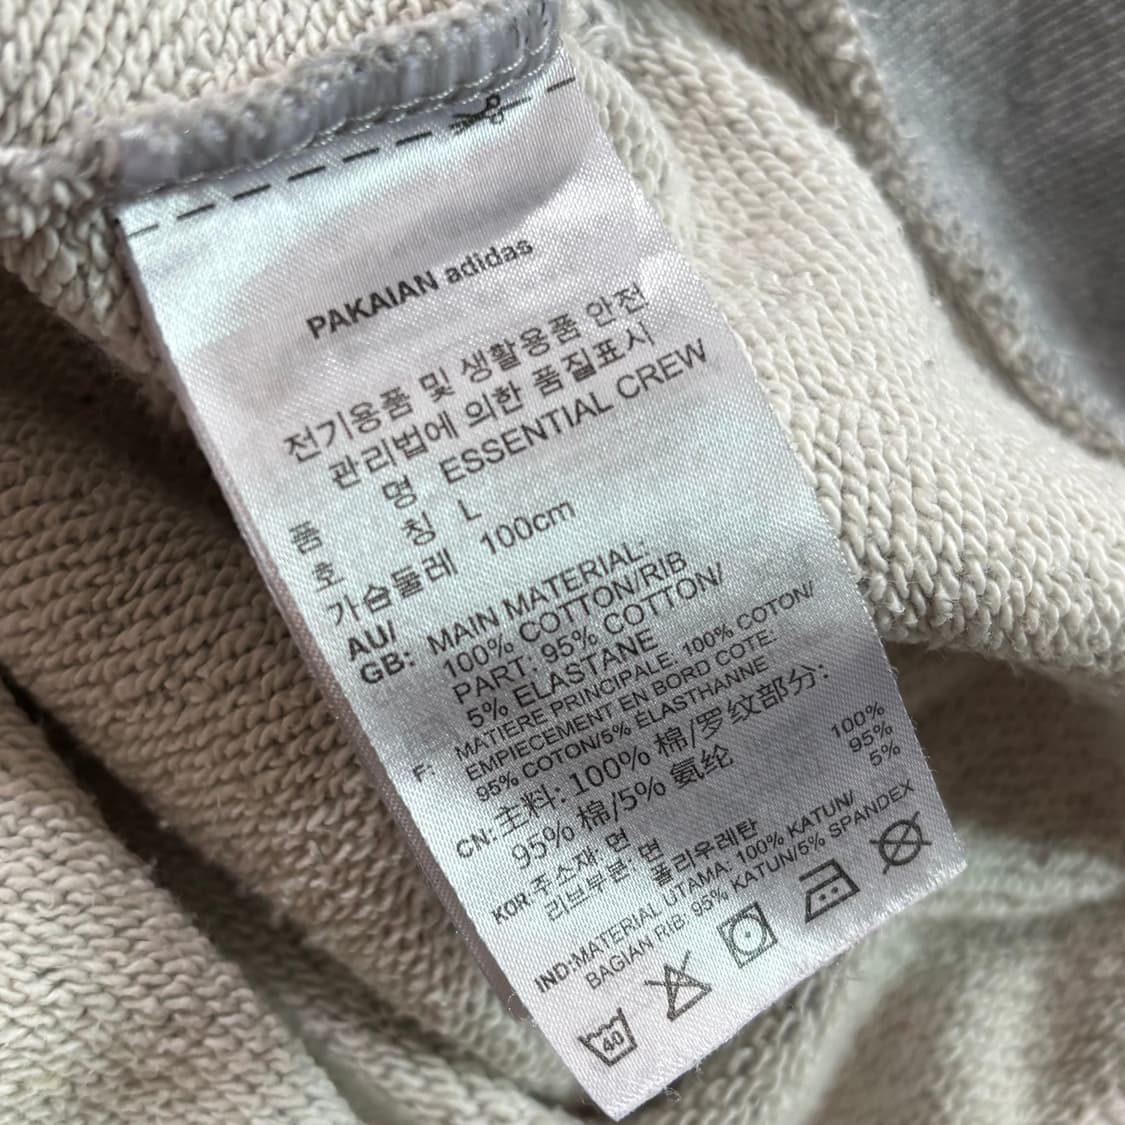 PAKAIAN adidas
전기용품 및 생활용품 안전
관리법에 의한 품질표시
품 명 ESSENTIAL CREW
호 칭 L
가슴둘레 100cm
AU/
GB: MAIN MATERIAL:
100% COTTON/RIB
PART: 95% COTTON/
5% ELASTANE
F: MATIERE PRINCIPALE: 100% COTON/
EMPIECEMENT EN BORD COTE:
95% COTON/5% ÉLASTHANNE
CN: 主料: 100% 棉/罗纹部分:
95% 棉/5% 氨纶
KOR: 주소재: 면 100%
리브부분: 면 95%
폴리우레탄 5%
IND: MATERIAL UTAMA: 100% KATUN/
BAGIAN RIB: 95% KATUN/5% SPANDEX
40